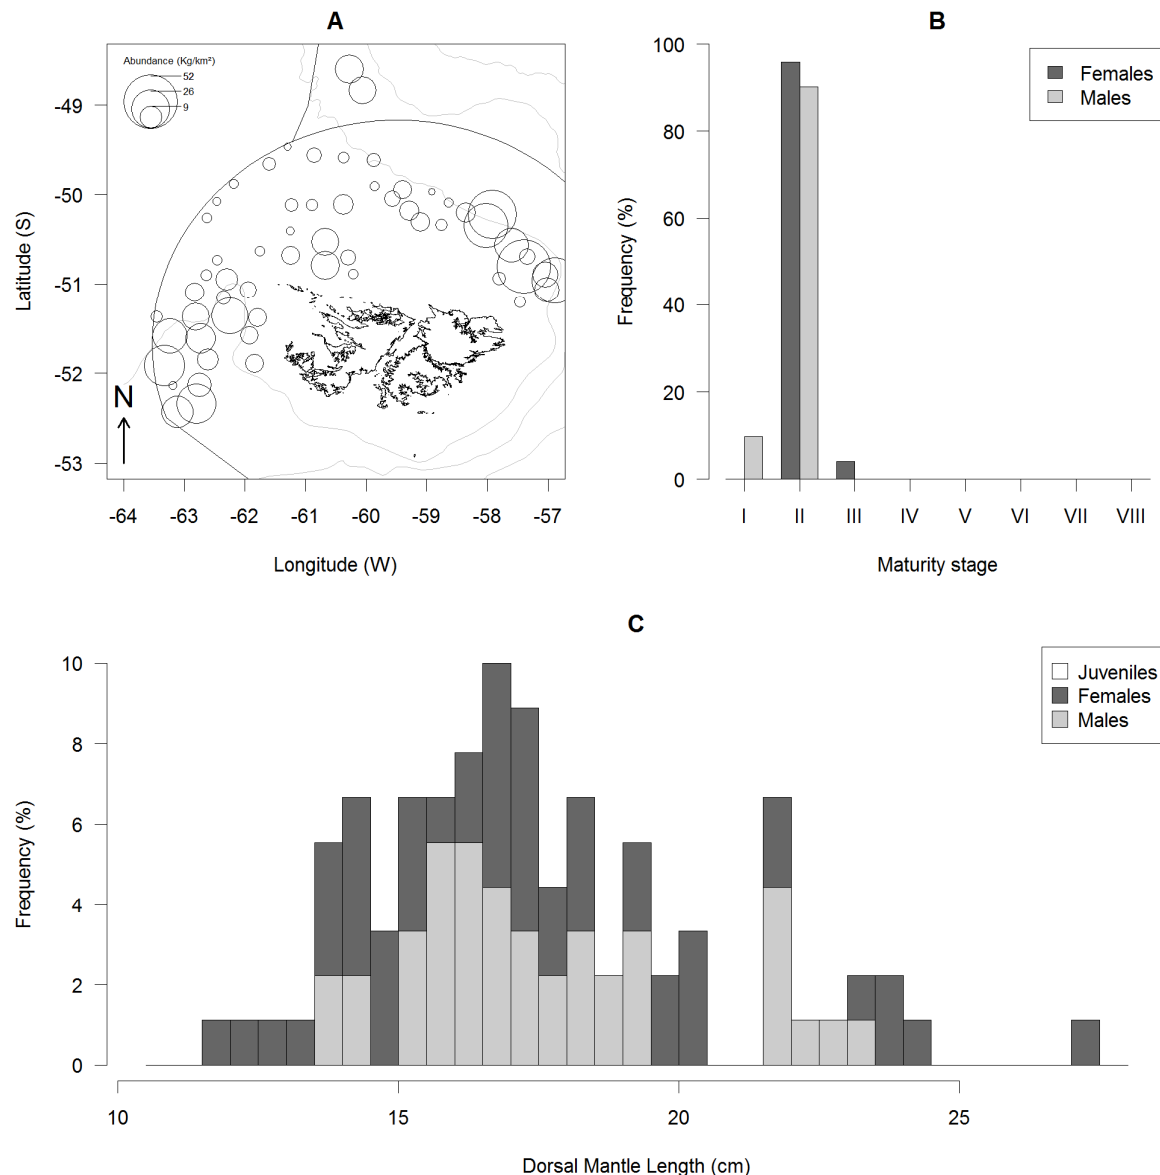 A
Abundance (Kg/km²)
52
26
9
-49
-50
-51
-52
-53
Latitude (S)
N
-64 -63 -62 -61 -60 -59 -58 -57
Longitude (W)
B
100
80
60
40
20
0
Frequency (%)
Females
Males
I II III IV V VI VII VIII
Maturity stage
C
10
8
6
4
2
0
Frequency (%)
Juveniles
Females
Males
10 15 20 25
Dorsal Mantle Length (cm)